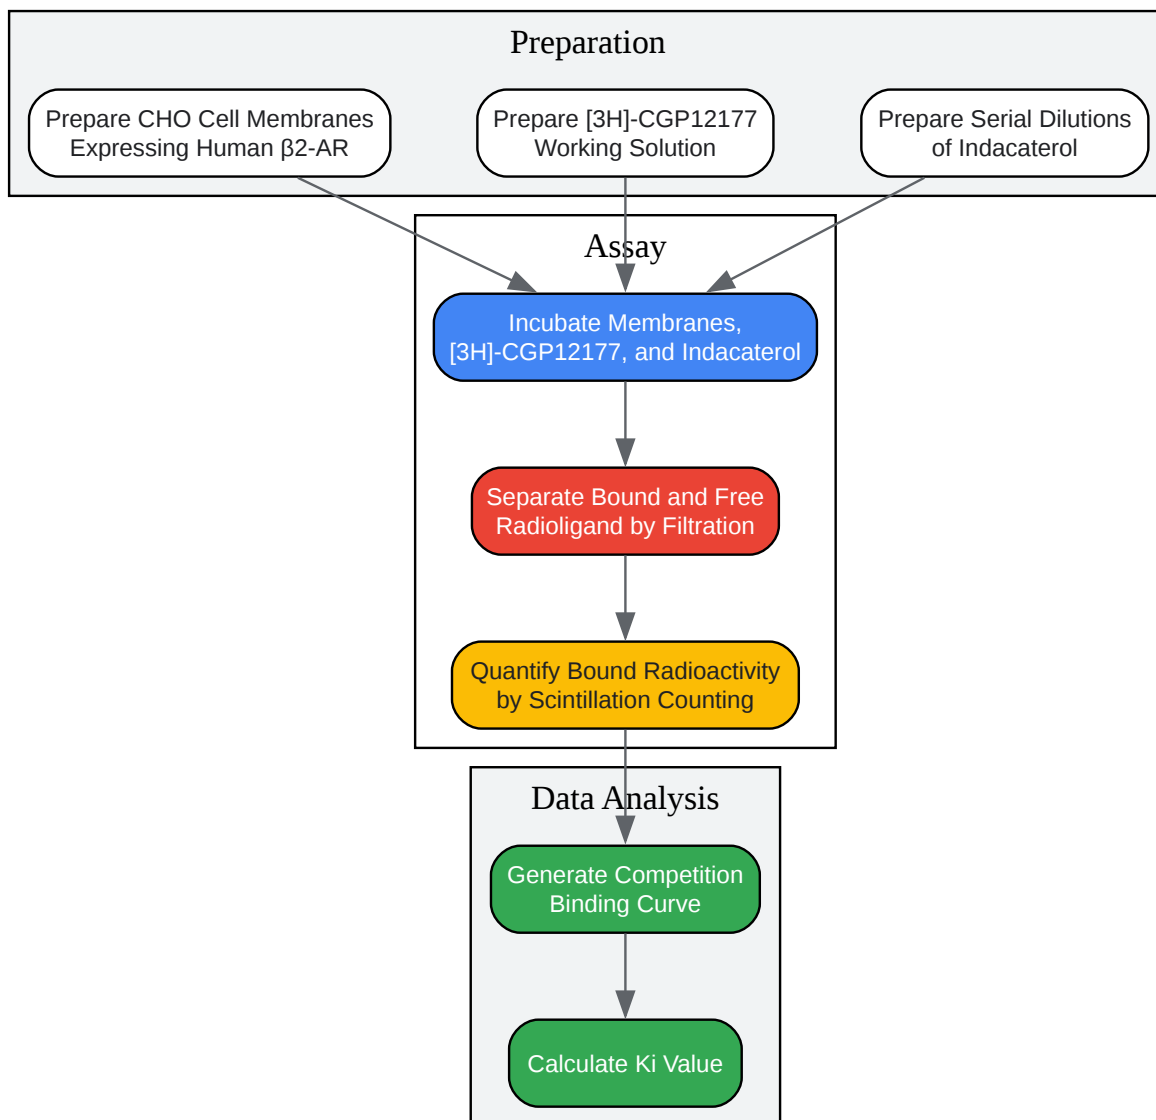 Preparation
Prepare CHO Cell Membranes
Expressing Human β2-AR
Prepare [3H]-CGP12177
Working Solution
Prepare Serial Dilutions
of Indacaterol
Assay
Incubate Membranes,
[3H]-CGP12177, and Indacaterol
Separate Bound and Free
Radioligand by Filtration
Quantify Bound Radioactivity
by Scintillation Counting
Data Analysis
Generate Competition
Binding Curve
Calculate Ki Value